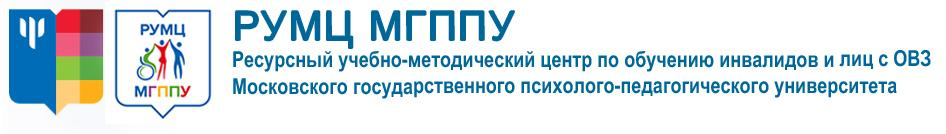 РУМЦ
МГППУ
РУМЦ МГППУ
Ресурсный учебно-методический центр по обучению инвалидов и лиц с ОВЗ
Московского государственного психолого-педагогического университета